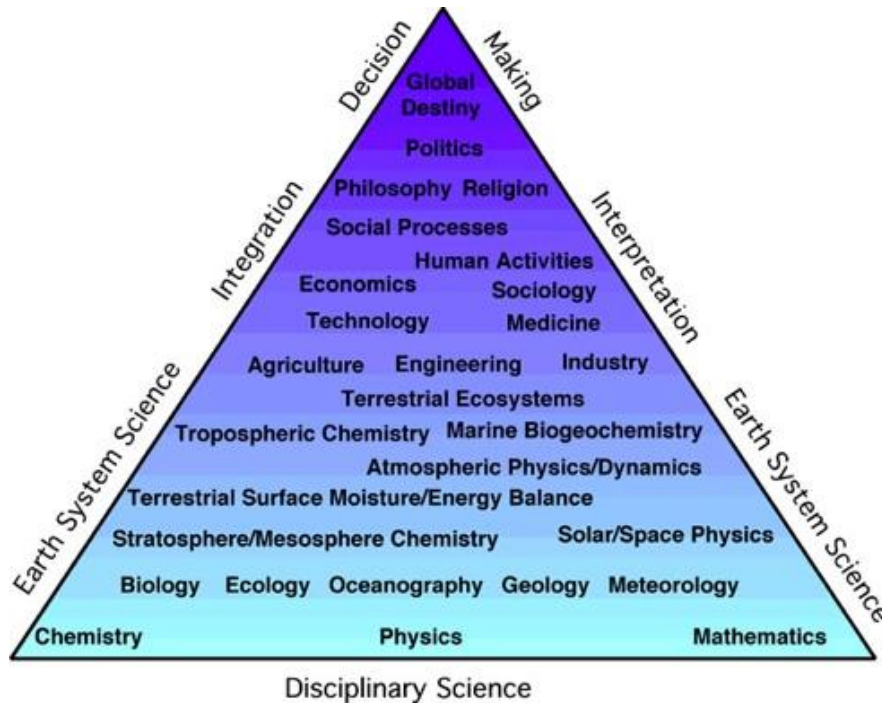 Decision
Making
Global
Destiny
Politics
Philosophy Religion
Integration
Interpretation
Social Processes
Human Activities
Economics
Sociology
Technology
Medicine
Agriculture
Engineering
Industry
Terrestrial Ecosystems
Earth System Science
Earth System Science
Tropospheric Chemistry
Marine Biogeochemistry
Atmospheric Physics/Dynamics
Terrestrial Surface Moisture/Energy Balance
Stratosphere/Mesosphere Chemistry
Solar/Space Physics
Biology Ecology Oceanography Geology Meteorology
Chemistry Physics Mathematics
Disciplinary Science